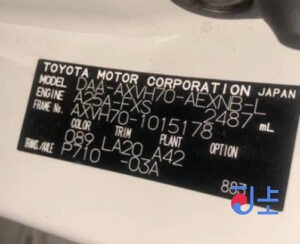 TOYOTA MOTOR CORPORATION JAPAN
MODEL DAA-AXVH70-AEXNB-L
ENGINE A25A-FXS 2487 mL
FRAME No. AXVH70-1015178
COLOR TRIM PLANT OPTION
089 LA20 A42
TRANS./AXLE P710 -03A
883